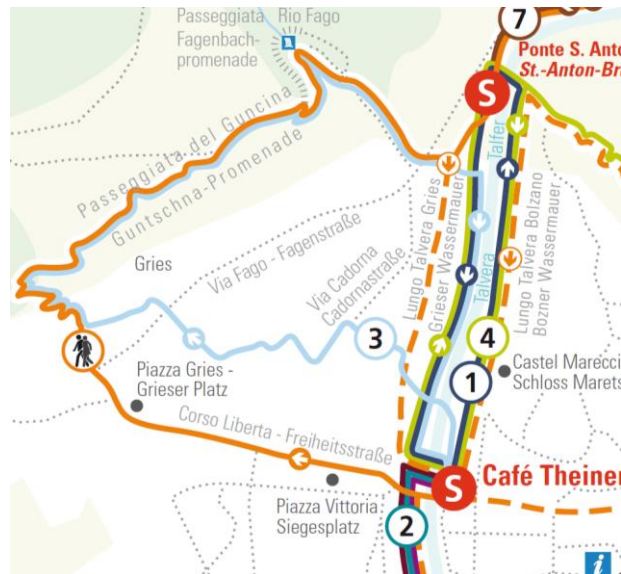 Passeggiata
Fagenbach-
promenade
Rio Fago
7
Ponte S. Anto
St.-Anton-Br
S
Passeggiata del Guncina
Guntschna-Promenade
Talfer
Talvera
Lungo Talvera Gries
Grieser Wassermauer
Lungo Talvera Bolzano
Bozner Wassermauer
Gries
Via Fago - Fagenstraße
Via Cadorna
Cadornastraße
3
4
1
Castel Marecci
Schloss Marets
Piazza Gries -
Grieser Platz
Corso Liberta - Freiheitsstraße
S
Café Theiner
Piazza Vittoria
Siegesplatz
2
i